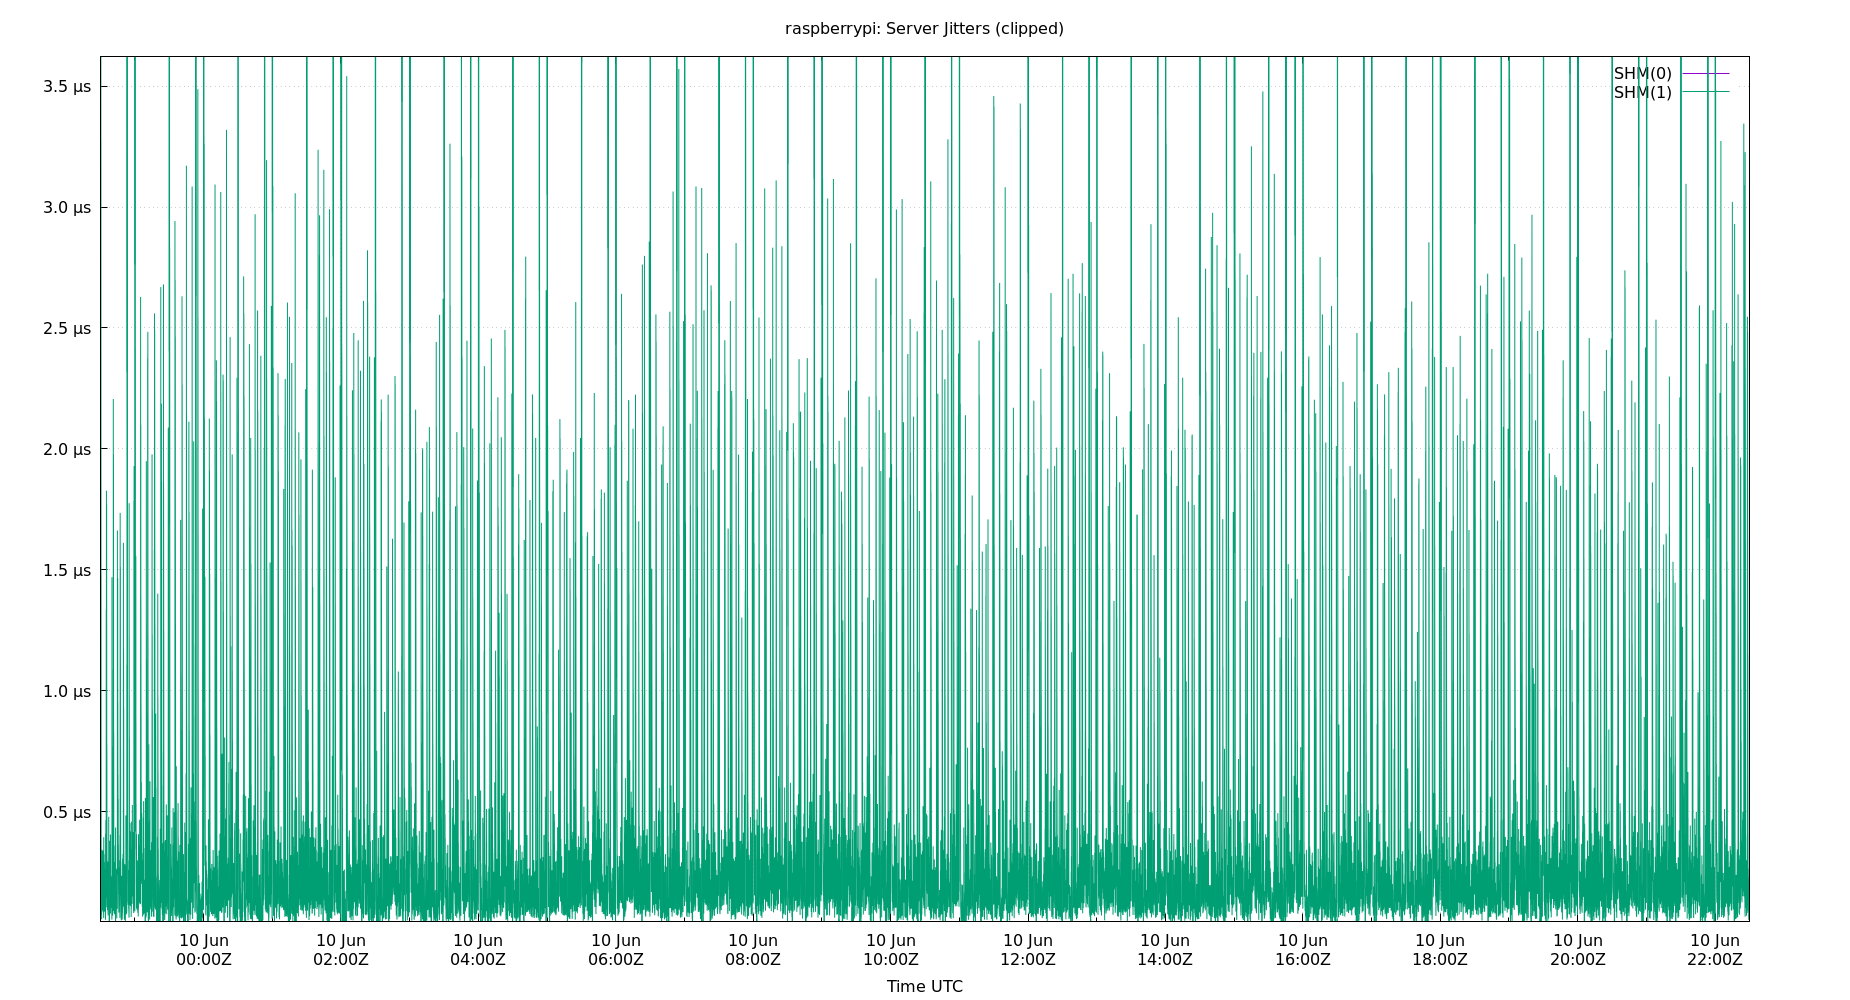 raspberrypi: Server Jitters (clipped)
SHM(0)
SHM(1)
3.5 µs
3.0 µs
2.5 µs
2.0 µs
1.5 µs
1.0 µs
0.5 µs
10 Jun 10 Jun 10 Jun 10 Jun 10 Jun 10 Jun 10 Jun 10 Jun 10 Jun 10 Jun 10 Jun 10 Jun
00:00Z 02:00Z 04:00Z 06:00Z 08:00Z 10:00Z 12:00Z 14:00Z 16:00Z 18:00Z 20:00Z 22:00Z
Time UTC